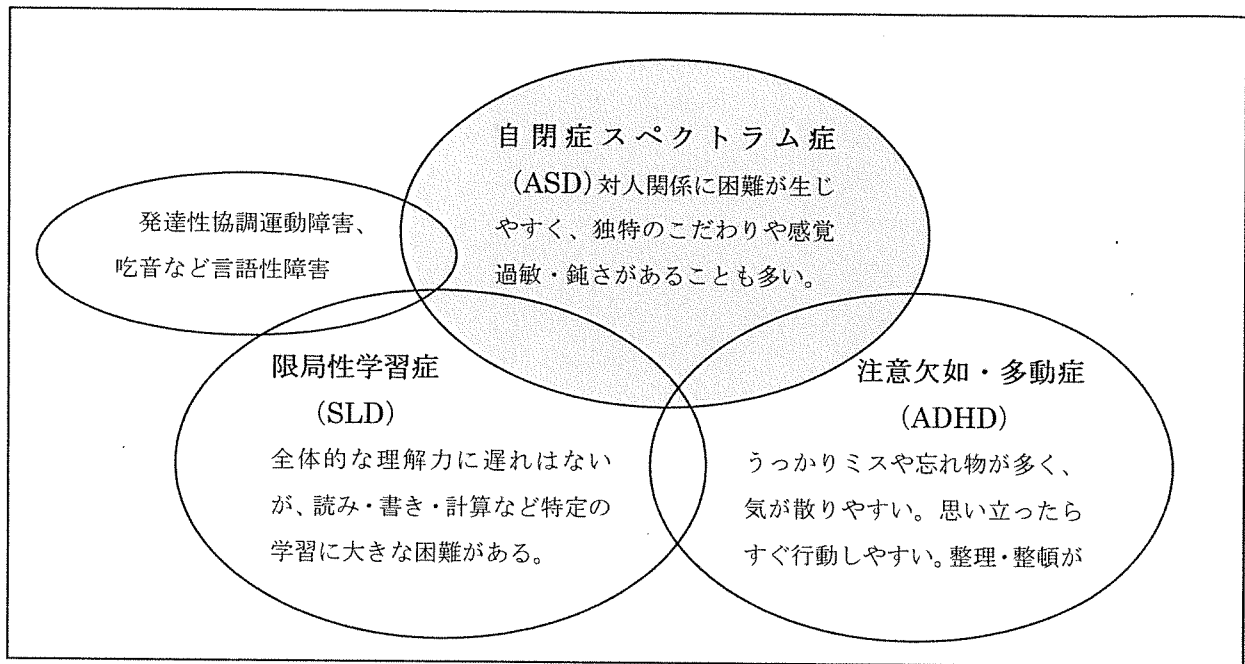 自閉症スペクトラム症
(ASD)対人関係に困難が生じ
やすく、独特のこだわりや感覚
過敏・鈍さがあることも多い。
発達性協調運動障害、
吃音など言語性障害
限局性学習症
(SLD)
全体的な理解力に遅れはない
が、読み・書き・計算など特定の
学習に大きな困難がある。
注意欠如・多動症
(ADHD)
うっかりミスや忘れ物が多く、
気が散りやすい。思い立ったら
すぐ行動しやすい。整理・整頓が